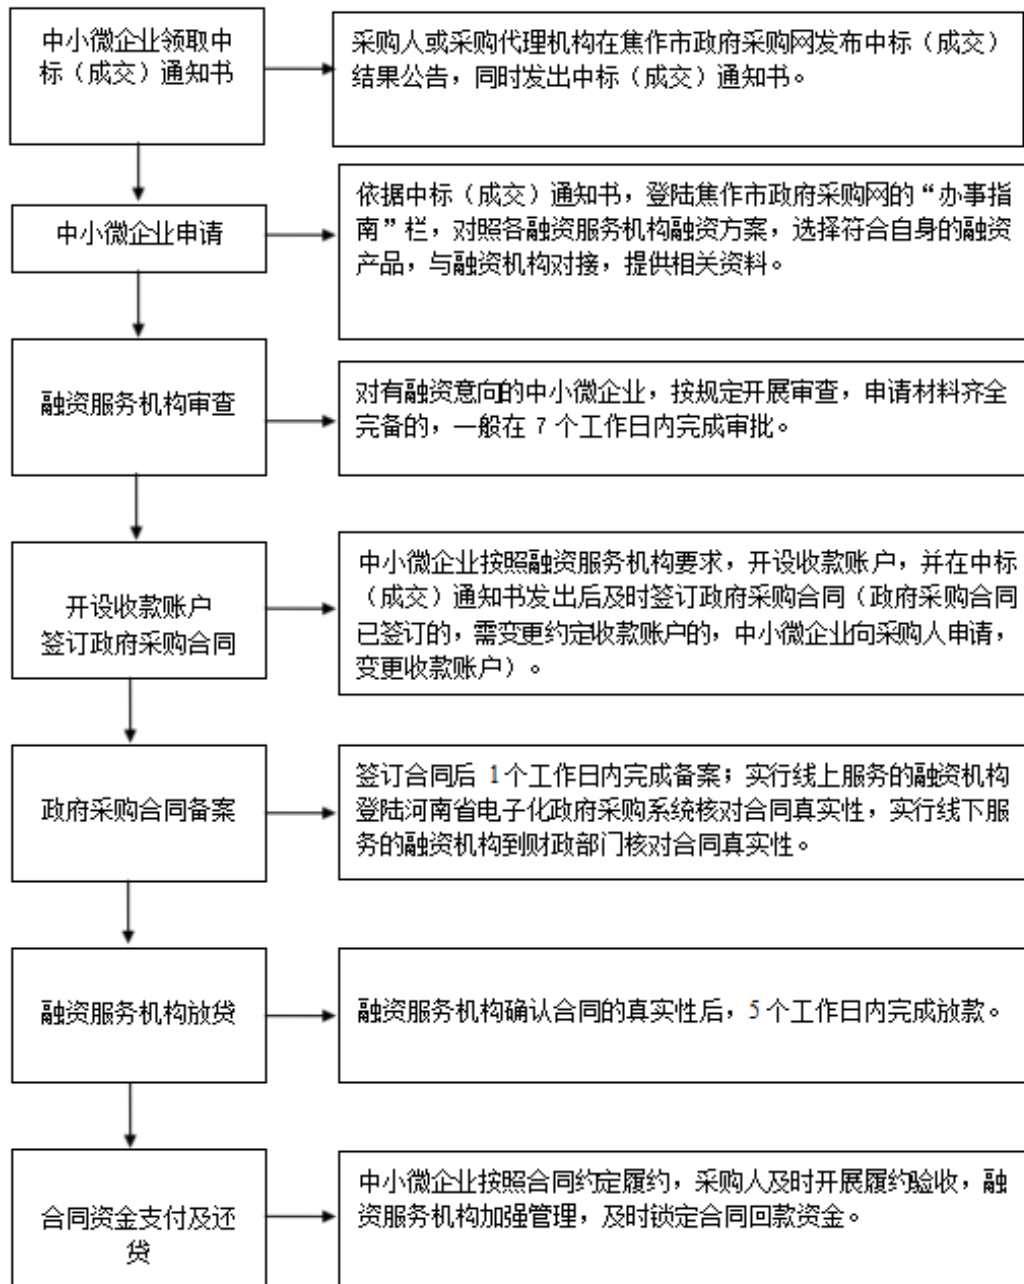 中小微企业领取中
标（成交）通知书
采购人或采购代理机构在焦作市政府采购网发布中标（成交）
结果公告，同时发出中标（成交）通知书。
中小微企业申请
依据中标（成交）通知书，登陆焦作市政府采购网的“办事指
南”栏，对照各融资服务机构融资方案，选择符合自身的融资
产品，与融资机构对接，提供相关资料。
融资服务机构审查
对有融资意向的中小微企业，按规定开展审查，申请材料齐全
完备的，一般在 7 个工作日内完成审批。
开设收款账户
签订政府采购合同
中小微企业按照融资服务机构要求，开设收款账户，并在中标
（成交）通知书发出后及时签订政府采购合同（政府采购合同
已签订的，需变更约定收款账户的，中小微企业向采购人申请，
变更收款账户）。
政府采购合同备案
签订合同后 1个工作日内完成备案；实行线上服务的融资机构
登陆河南省电子化政府采购系统核对合同真实性，实行线下服
务的融资机构到财政部门核对合同真实性。
融资服务机构放贷
融资服务机构确认合同的真实性后，5 个工作日内完成放款。
合同资金支付及还
贷
中小微企业按照合同约定履约，采购人及时开展履约验收，融
资服务机构加强管理，及时锁定合同回款资金。